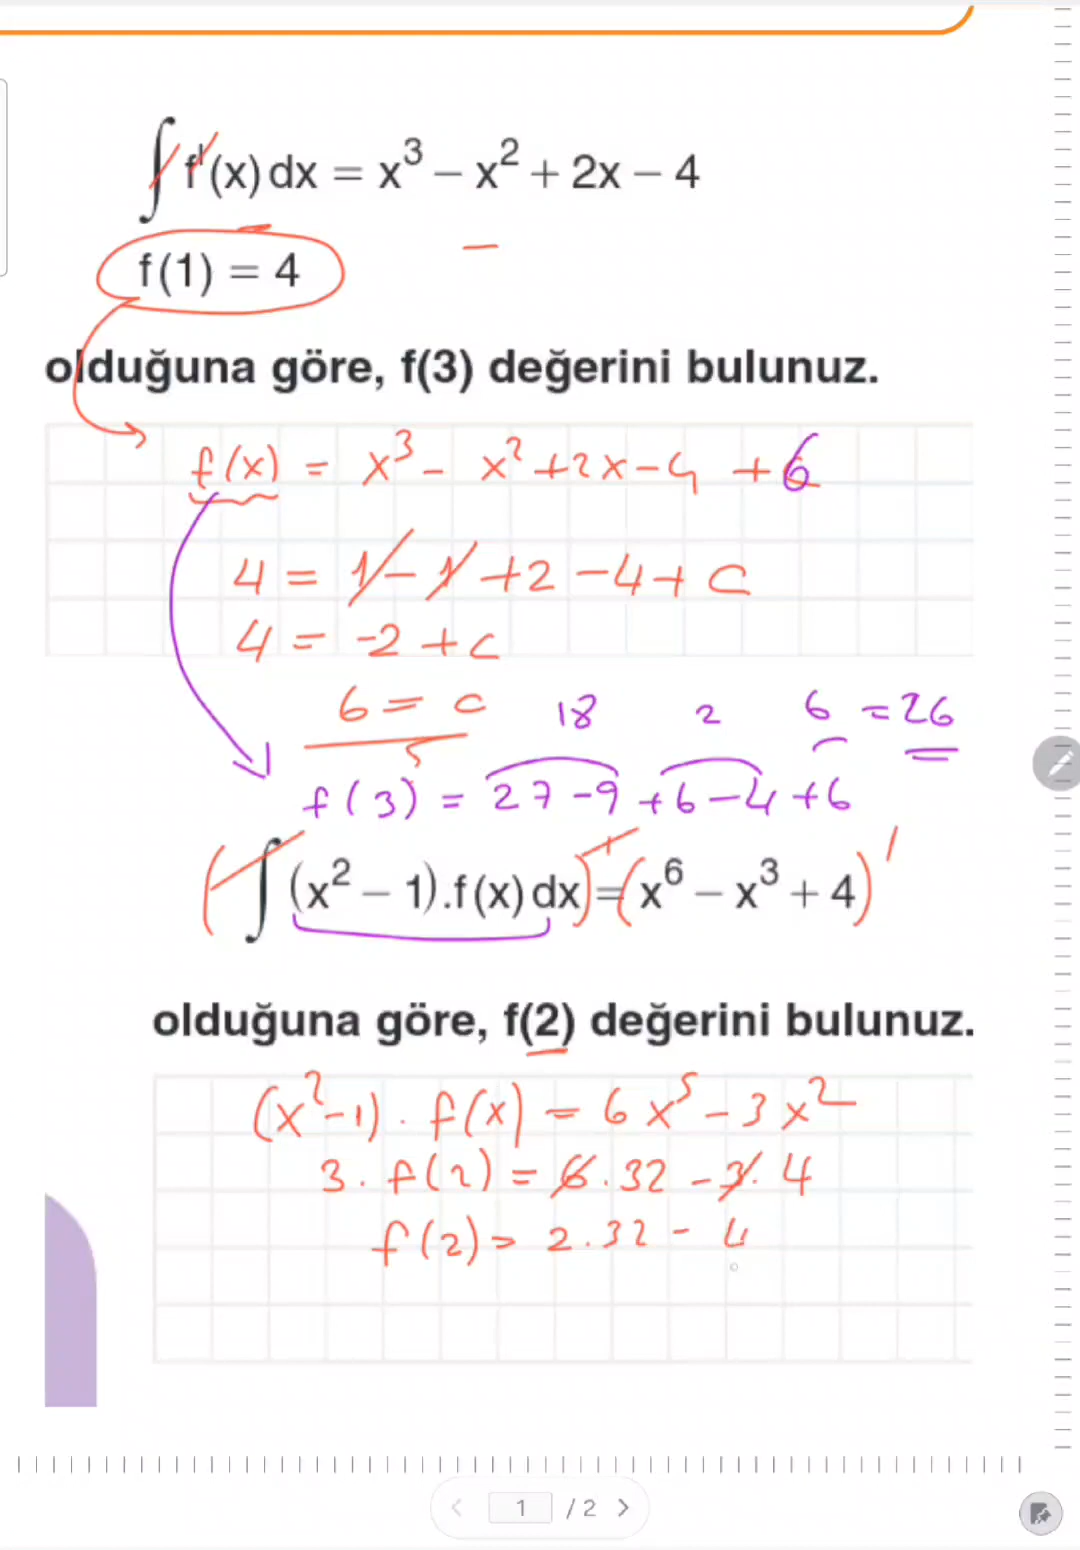 ∫f'(x) dx = x³ – x² + 2x – 4
f(1) = 4
olduğuna göre, f(3) değerini bulunuz.
f(x) = x³ - x² +2x-4 +6
4 = 1 - 1 +2 -4 + c
4 = -2 + c
6 = c
18 2 6 = 26
f(3) = 27 -9 +6 -4 +6
(∫(x² – 1).f(x) dx)' = (x⁶ – x³ + 4)'
olduğuna göre, f(2) değerini bulunuz.
(x²-1) . f(x) = 6x⁵ - 3x²
3. f(2) = 6.32 - 3. 4
f(2) = 2.32 - 4
1 / 2